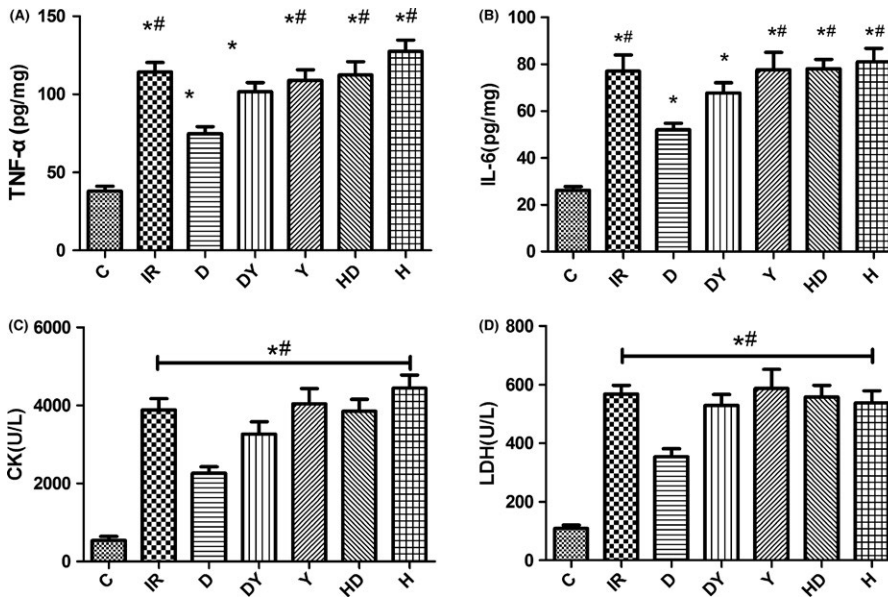 (A)
TNF-α (pg/mg)
150
100
50
0
*# * * *# *# *#
C IR D DY Y HD H
(B)
IL-6(pg/mg)
100
80
60
40
20
0
*# * * *# *# *#
C IR D DY Y HD H
(C)
CK(U/L)
6000
4000
2000
0
*#
C IR D DY Y HD H
(D)
LDH(U/L)
800
600
400
200
0
*#
C IR D DY Y HD H